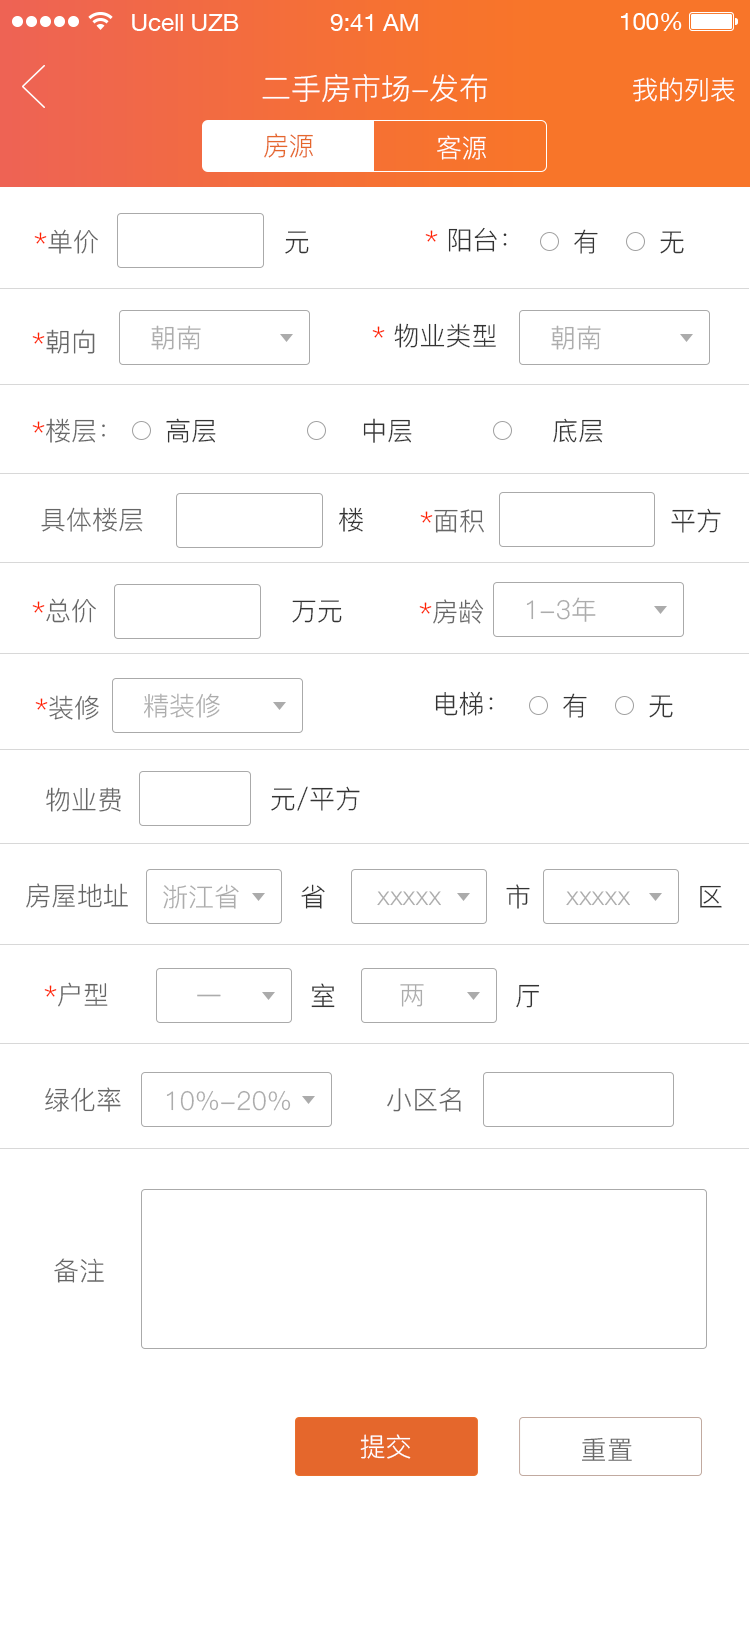 Ucell UZB 9:41 AM 100%
二手房市场-发布 我的列表
房源 客源
*单价 元 * 阳台： 有 无
*朝向 朝南 * 物业类型 朝南
*楼层： 高层 中层 底层
具体楼层 楼 *面积 平方
*总价 万元 *房龄 1-3年
*装修 精装修 电梯： 有 无
物业费 元/平方
房屋地址 浙江省 省 xxxxx 市 xxxxx 区
*户型 一 室 两 厅
绿化率 10%-20% 小区名
备注
提交 重置